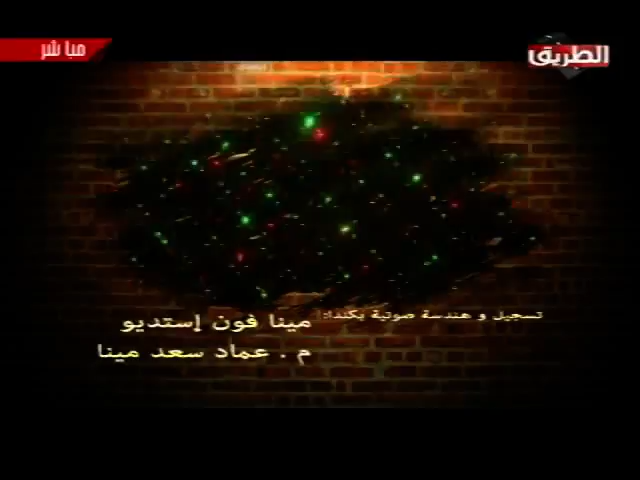 مباشر
الطريق
تسجيل و هندسة صوتية بكندا:
مينا فون إستديو
م . عماد سعد مينا